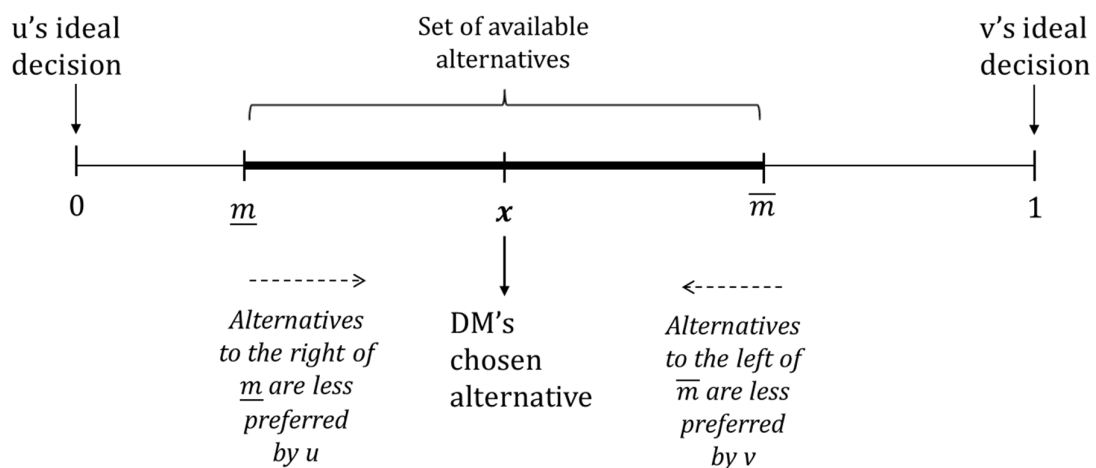 u’s ideal
decision
Set of available
alternatives
v’s ideal
decision
0
m̲
x
m̅
1
Alternatives
to the right of
m̲ are less
preferred
by u
DM’s
chosen
alternative
Alternatives
to the left of
m̅ are less
preferred
by v